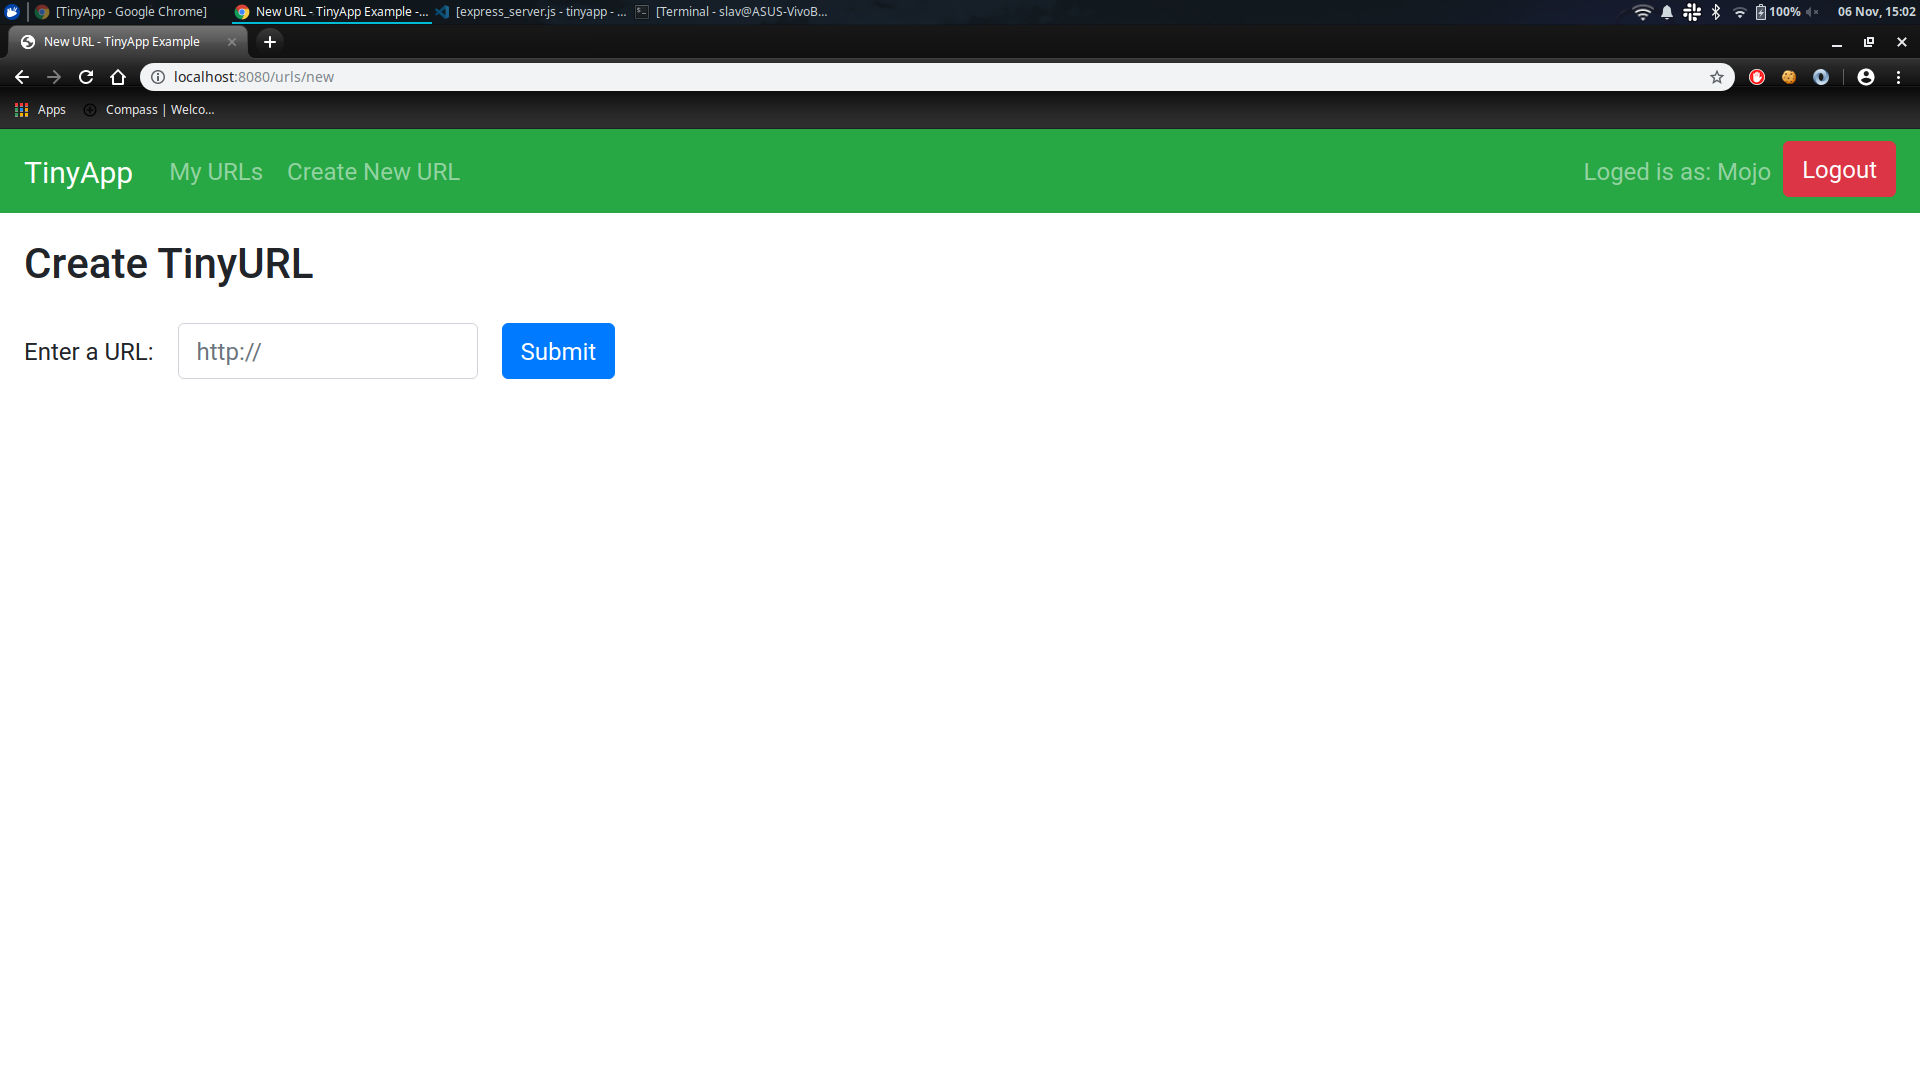 [TinyApp - Google Chrome] New URL - TinyApp Example -... [express_server.js - tinyapp - ... [Terminal - slav@ASUS-VivoB... 100% 06 Nov, 15:02
New URL - TinyApp Example
localhost:8080/urls/new
Apps Compass | Welco...
TinyApp My URLs Create New URL Loged is as: Mojo Logout
Create TinyURL
Enter a URL: http:// Submit